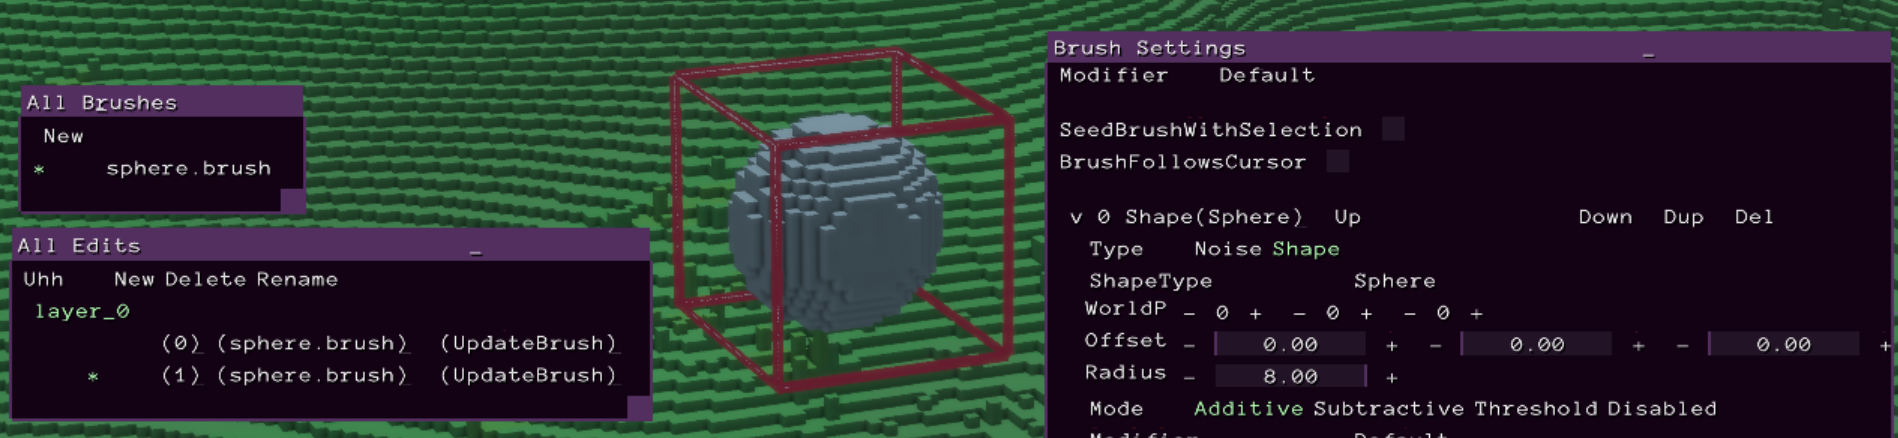 All Brushes
New
* sphere.brush
All Edits _
Uhh New Delete Rename
layer_0
(0)_ (sphere.brush)_ (UpdateBrush)_
* (1)_ (sphere.brush)_ (UpdateBrush)_
Brush Settings _
Modifier Default
SeedBrushWithSelection
BrushFollowsCursor
v 0 Shape(Sphere)_ Up Down Dup Del
Type Noise Shape
ShapeType Sphere
WorldP - 0 + - 0 + - 0 +
Offset - 0.00 + - 0.00 + - 0.00 +
Radius - 8.00 +
Mode Additive Subtractive Threshold Disabled
Modifier Default